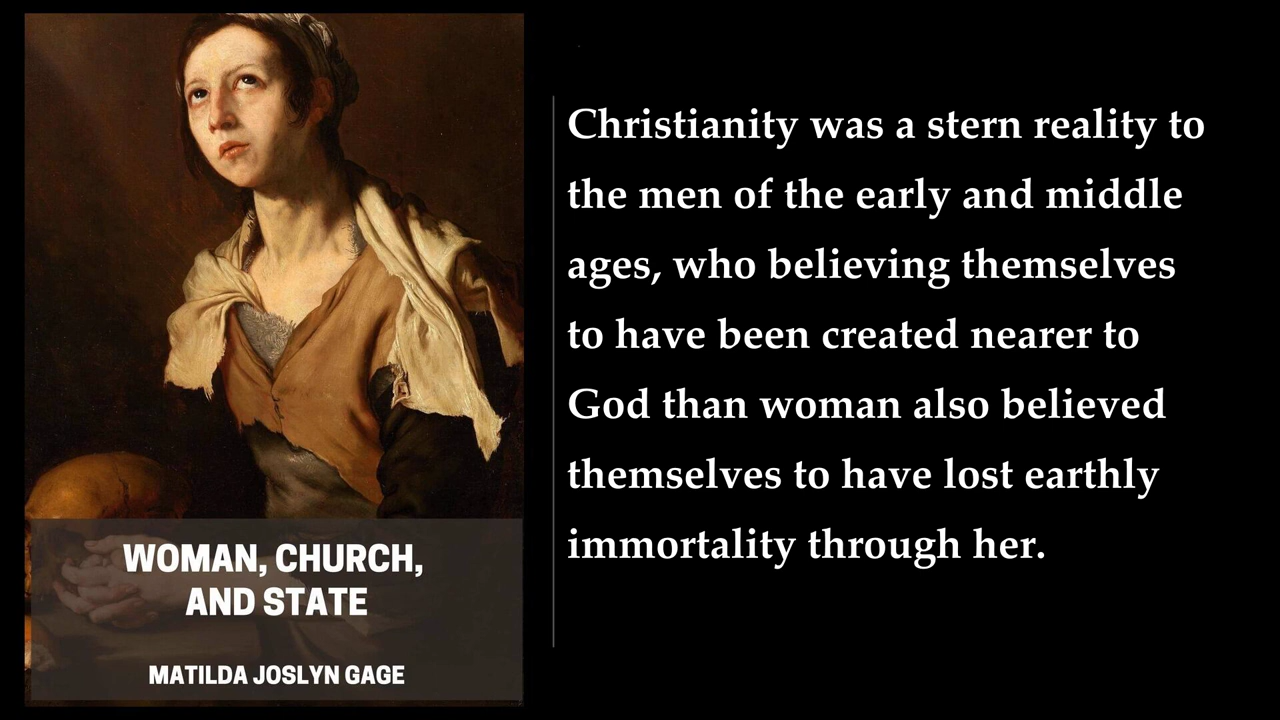 WOMAN, CHURCH,
AND STATE
MATILDA JOSLYN GAGE
Christianity was a stern reality to
the men of the early and middle
ages, who believing themselves
to have been created nearer to
God than woman also believed
themselves to have lost earthly
immortality through her.